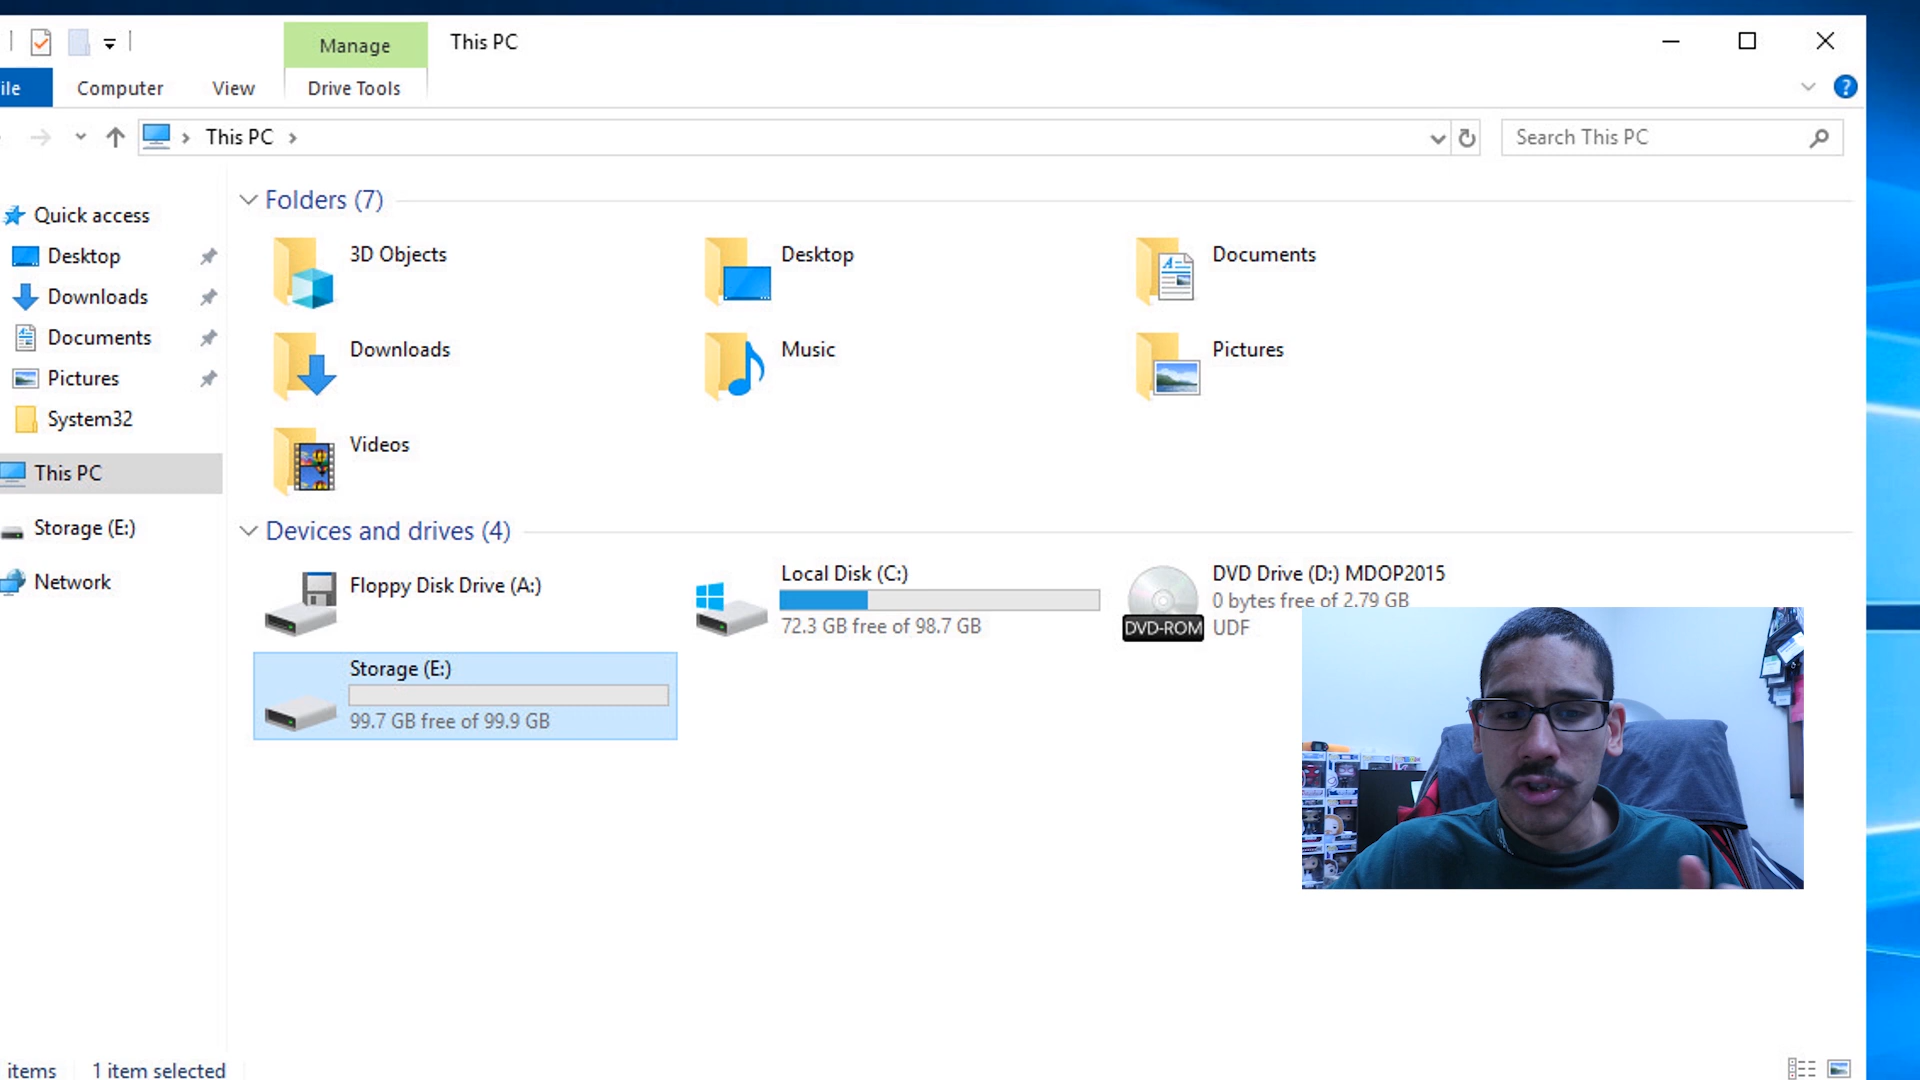 Manage
This PC
ile
Computer
View
Drive Tools
This PC
Search This PC
Quick access
Desktop
Downloads
Documents
Pictures
System32
This PC
Storage (E:)
Network
Folders (7)
3D Objects
Desktop
Documents
Downloads
Music
Pictures
Videos
Devices and drives (4)
Floppy Disk Drive (A:)
Local Disk (C:)
72.3 GB free of 98.7 GB
DVD Drive (D:) MDOP2015
0 bytes free of 2.79 GB
DVD-ROM
UDF
Storage (E:)
99.7 GB free of 99.9 GB
items
1 item selected